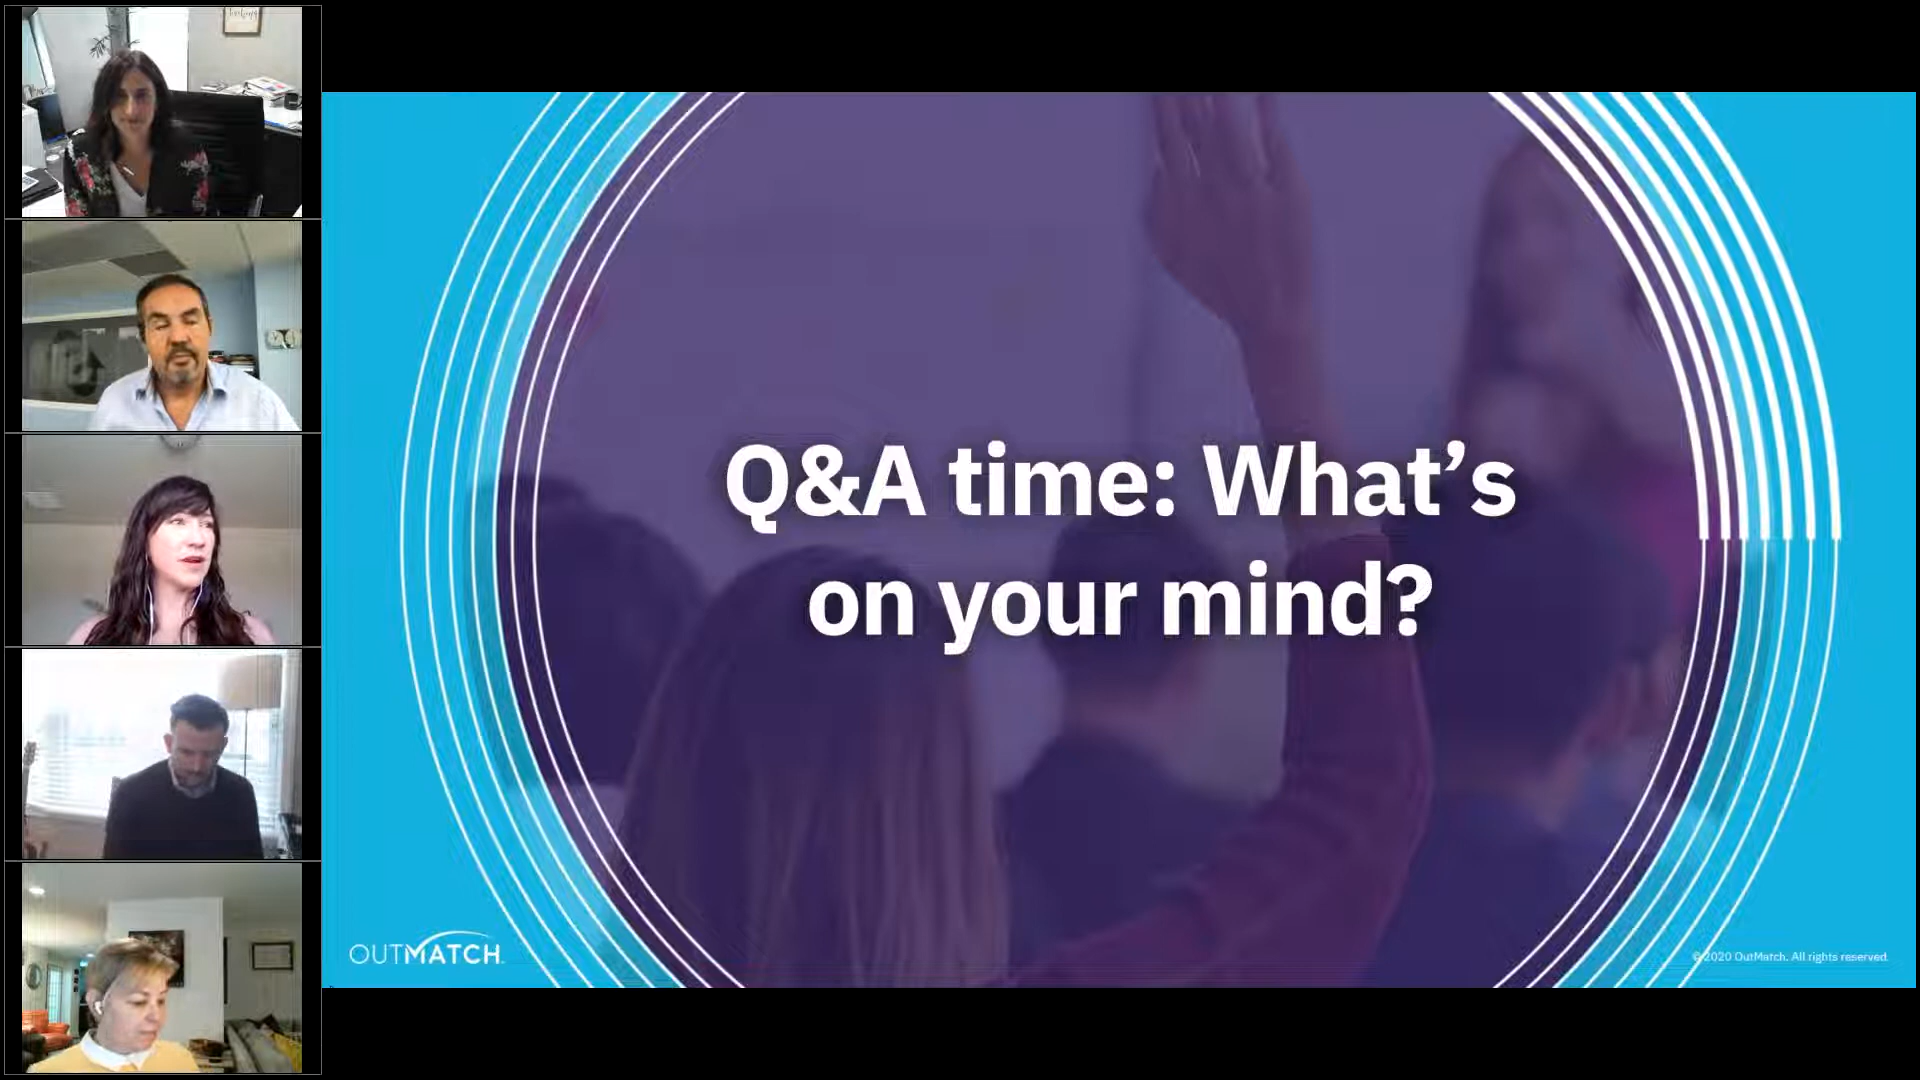 Q&A time: What’s
on your mind?
OUTMATCH
© 2020 OutMatch. All rights reserved.